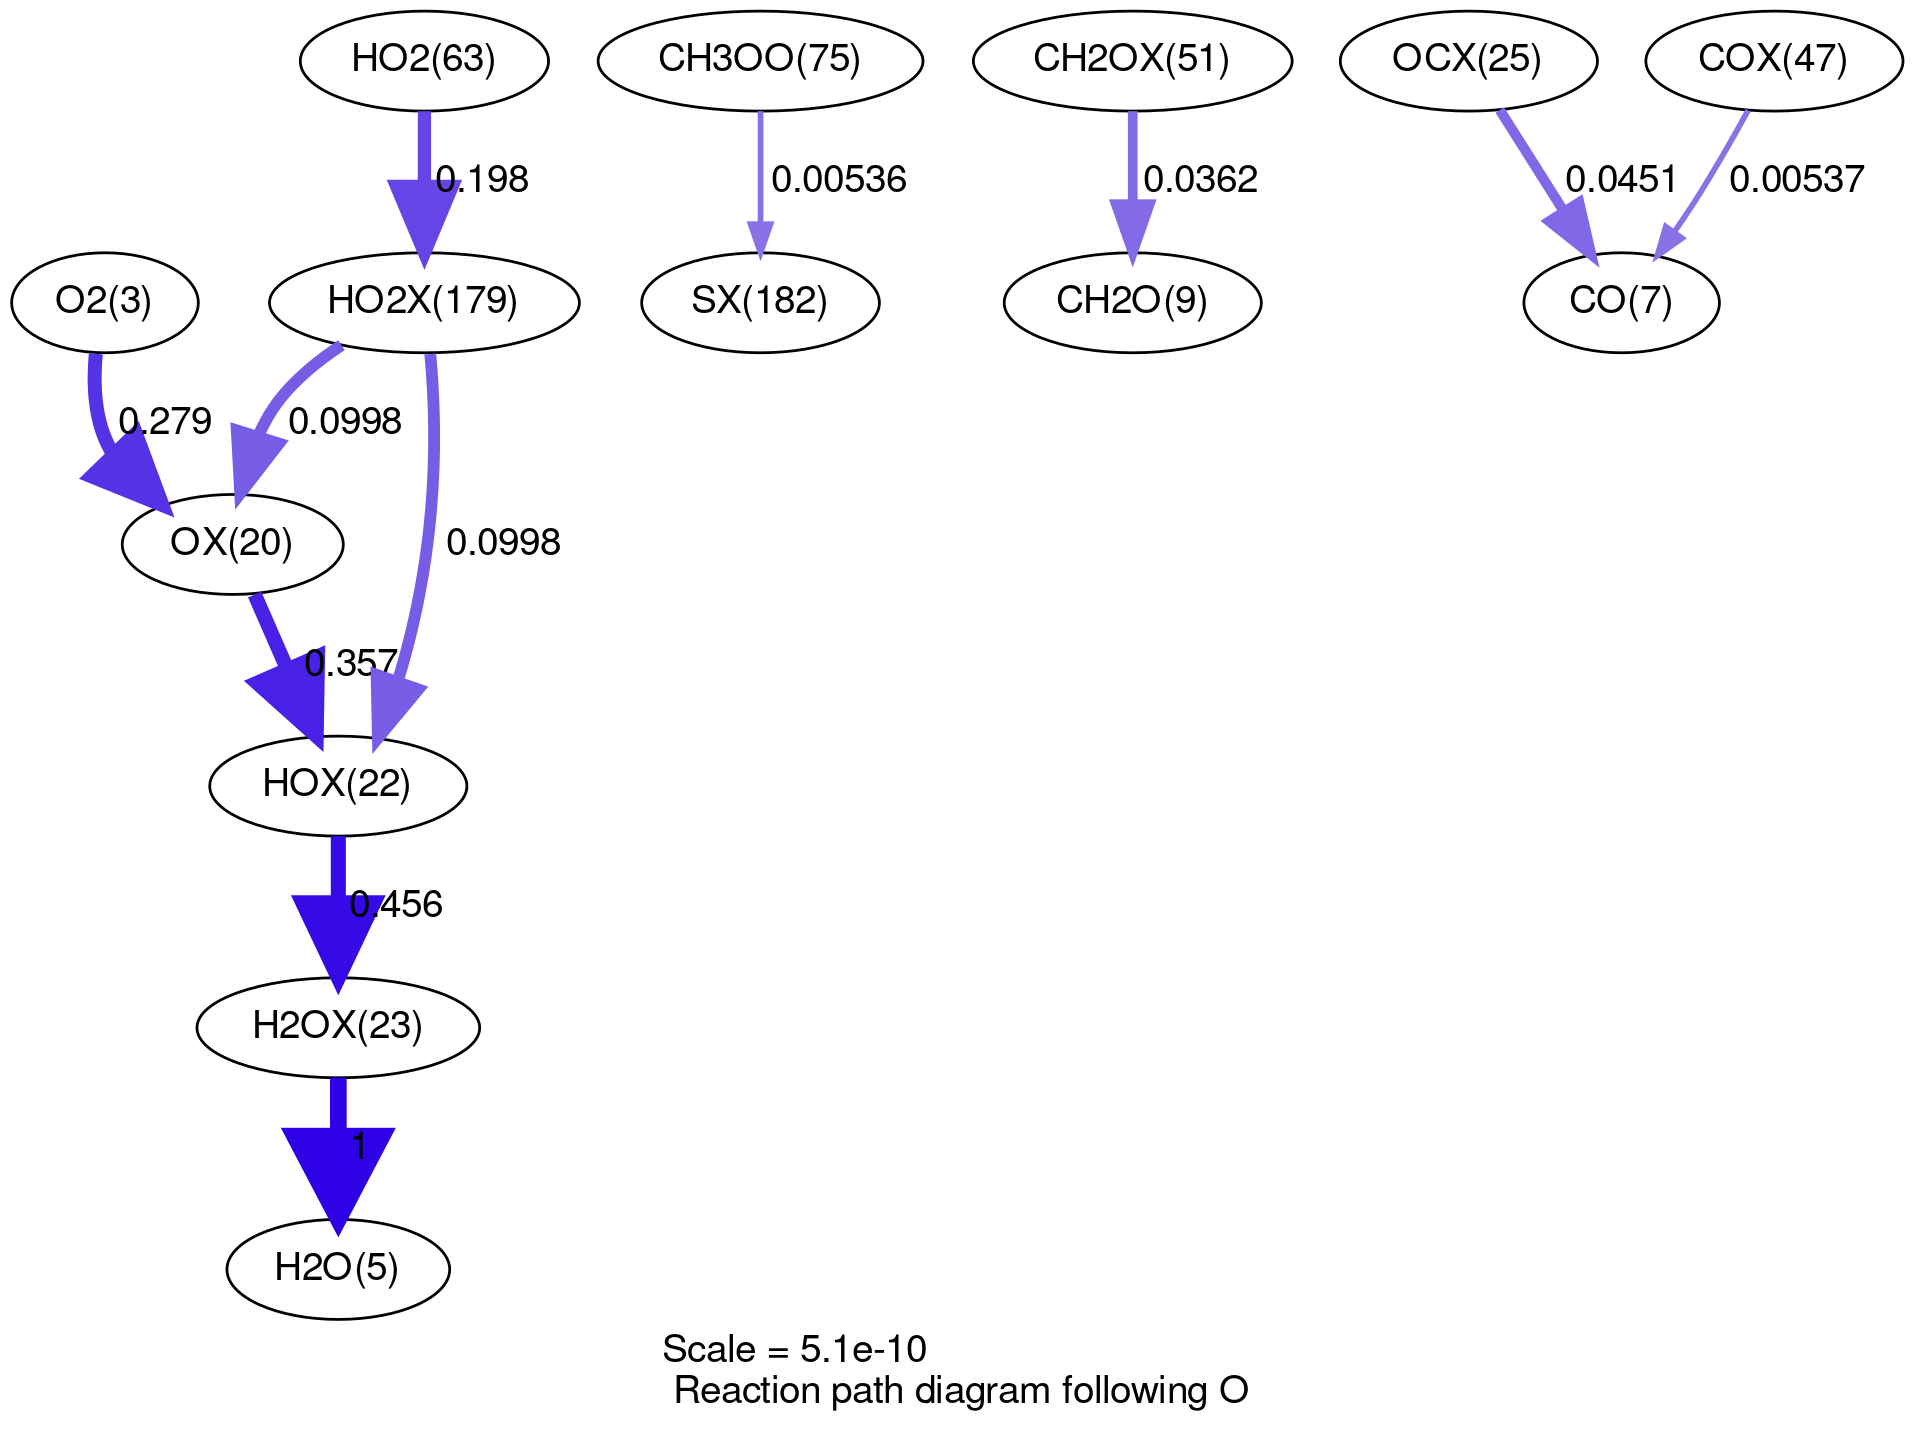 HO2(63)
CH3OO(75)
CH2OX(51)
OCX(25)
COX(47)
0.198
0.00536
0.0362
0.0451
0.00537
O2(3)
HO2X(179)
SX(182)
CH2O(9)
CO(7)
0.279
0.0998
OX(20)
0.0998
0.357
HOX(22)
0.456
H2OX(23)
1
H2O(5)
Scale = 5.1e-10
Reaction path diagram following O